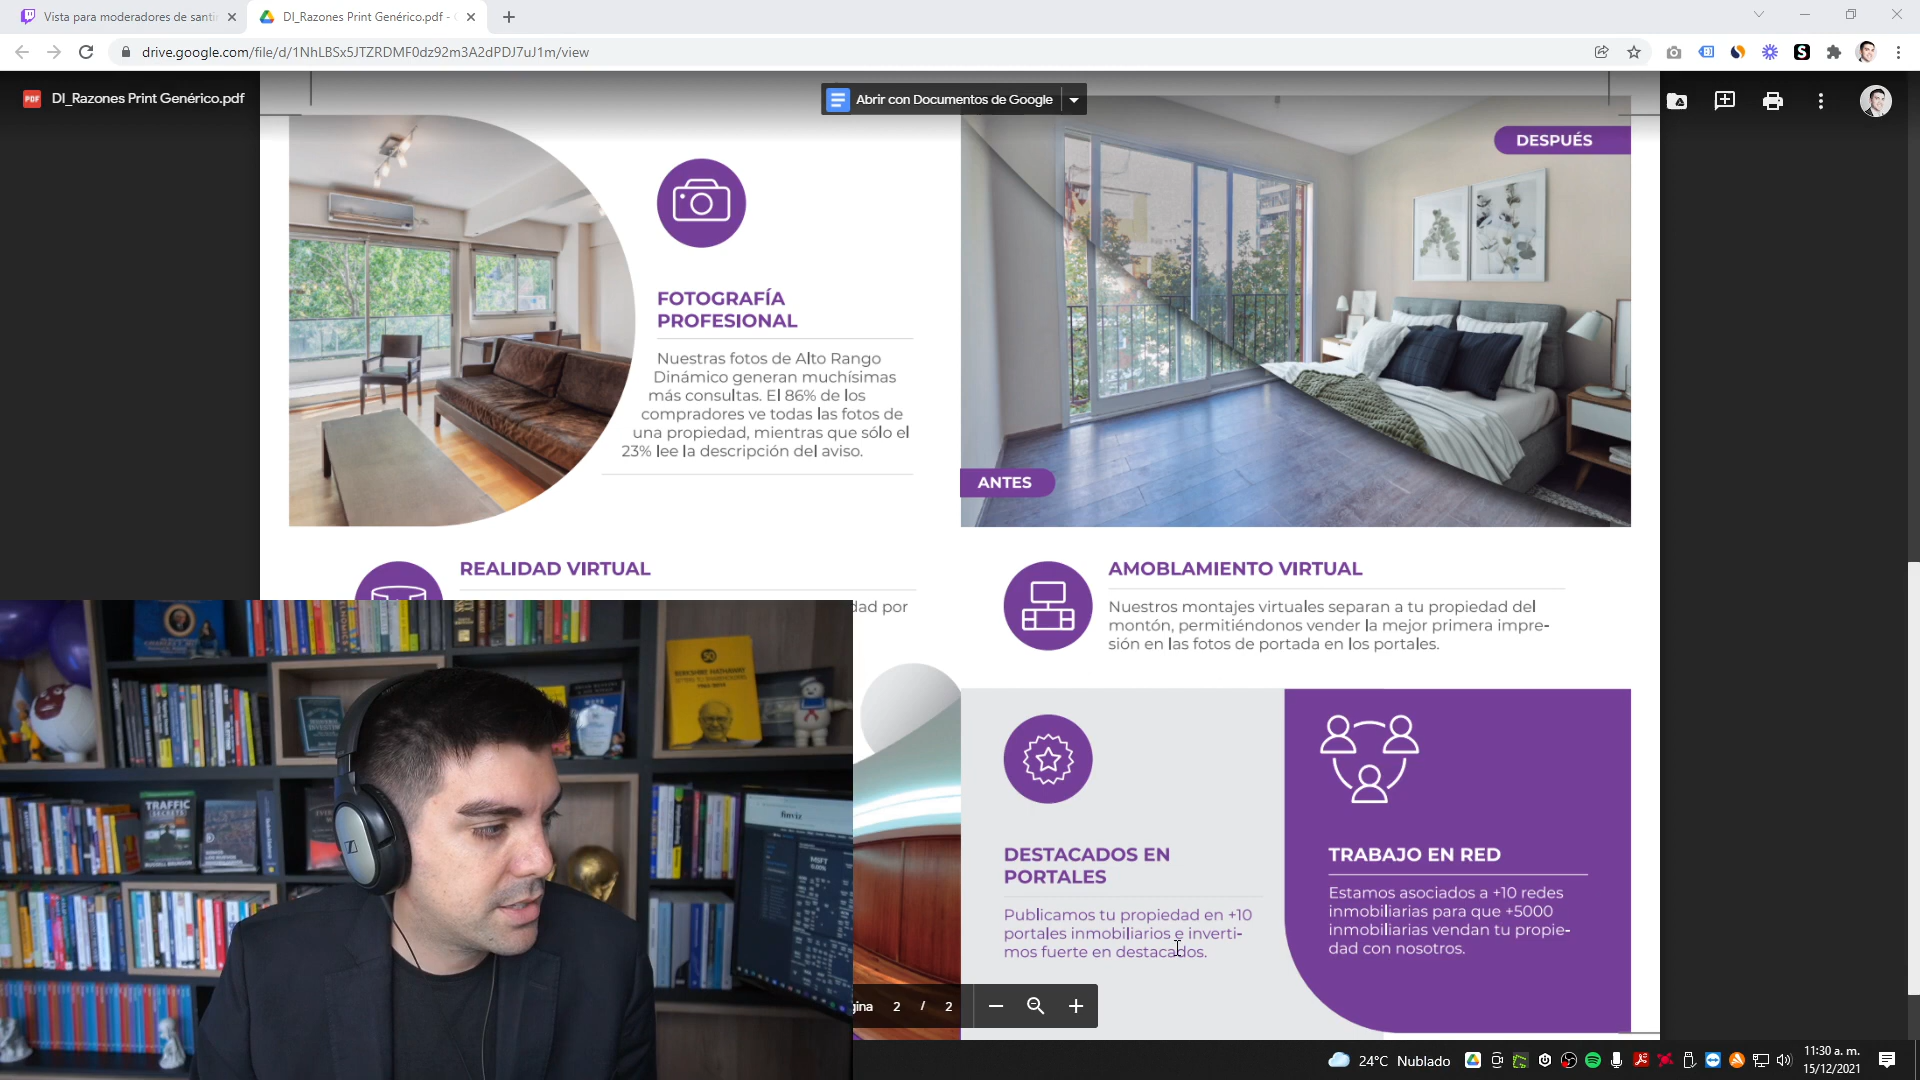 Vista para moderadores de santi
DI_Razones Print Genérico.pdf -
drive.google.com/file/d/1NhLBSx5JTZRDMF0dz92m3A2dPDJ7uJ1m/view
PDF
DI_Razones Print Genérico.pdf
Abrir con Documentos de Google
DESPUÉS
ANTES
FOTOGRAFÍA
PROFESIONAL
Nuestras fotos de Alto Rango
Dinámico generan muchísimas
más consultas. El 86% de los
compradores ve todas las fotos de
una propiedad, mientras que sólo el
23% lee la descripción del aviso.
REALIDAD VIRTUAL
dad por
AMOBLAMIENTO VIRTUAL
Nuestros montajes virtuales separan a tu propiedad del
montón, permitiéndonos vender la mejor primera impre-
sión en las fotos de portada en los portales.
DESTACADOS EN
PORTALES
Publicamos tu propiedad en +10
portales inmobiliarios e inverti-
mos fuerte en destacados.
TRABAJO EN RED
Estamos asociados a +10 redes
inmobiliarias para que +5000
inmobiliarias vendan tu propie-
dad con nosotros.
gina 2 / 2
TRAFFIC
SECRETS
finviz
MSFT
24°C Nublado
11:30 a. m.
15/12/2021